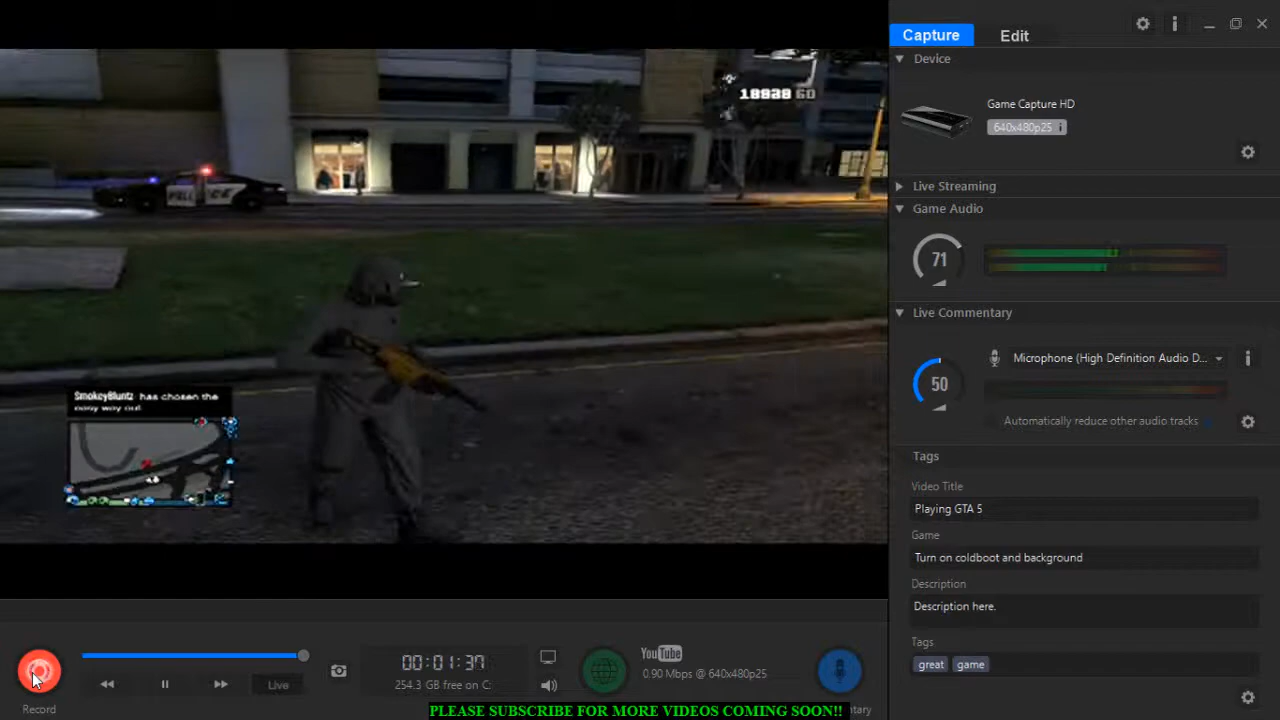 Capture
Edit
Device
Game Capture HD
640x480p25 i
Live Streaming
Game Audio
71
Live Commentary
Microphone (High Definition Audio D...
50
Automatically reduce other audio tracks
Tags
Video Title
Playing GTA 5
Game
Turn on coldboot and background
Description
Description here.
Tags
great game
POLICE
SmokeyBluntz has chosen the
easy way out.
00:01:37
254.3 GB free on C:
Live
YouTube
0.90 Mbps @ 640x480p25
Record
PLEASE SUBSCRIBE FOR MORE VIDEOS COMING SOON!!